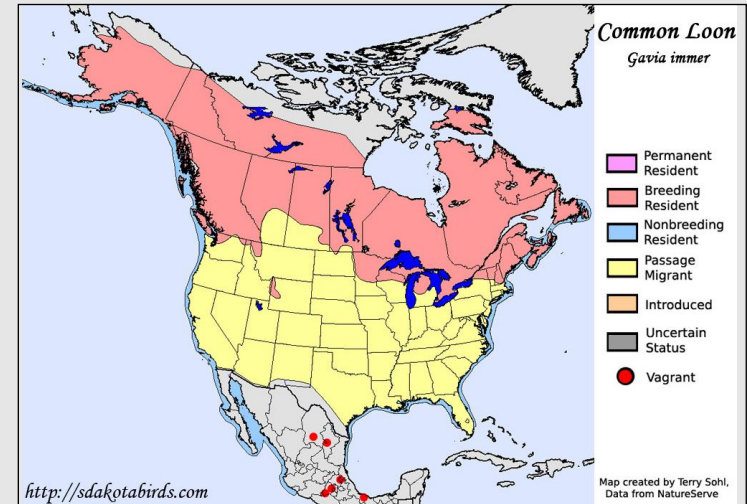 Common Loon
Gavia immer
Permanent
Resident
Breeding
Resident
Nonbreeding
Resident
Passage
Migrant
Introduced
Uncertain
Status
Vagrant
Map created by Terry Sohl,
Data from NatureServe
http://sdakotabirds.com